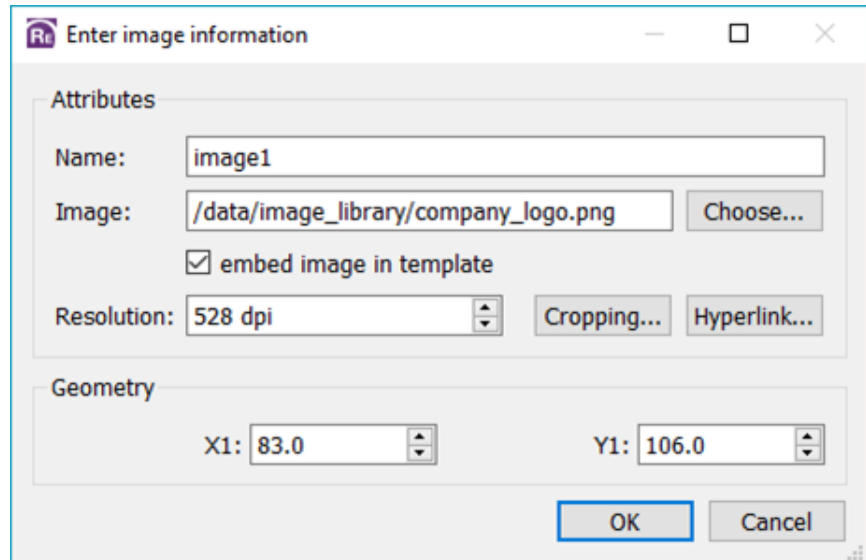 RE Enter image information
Attributes
Name: image1
Image: /data/image_library/company_logo.png Choose...
embed image in template
Resolution: 528 dpi Cropping... Hyperlink...
Geometry
X1: 83.0 Y1: 106.0
OK Cancel